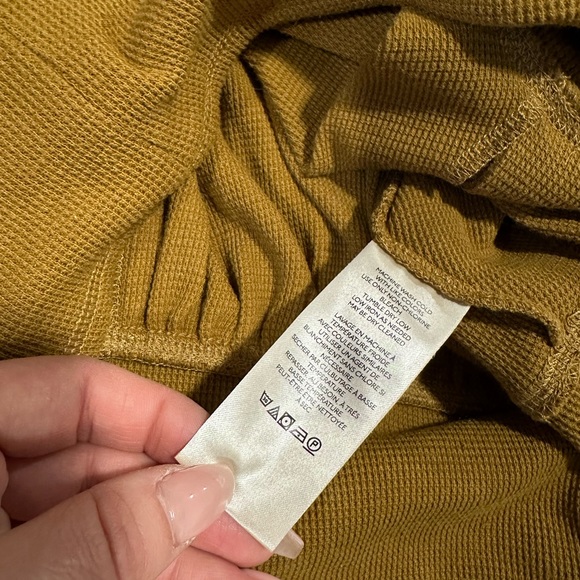 MACHINE WASH COLD
WITH LIKE COLORS
USE ONLY NON-CHLORINE
BLEACH
TUMBLE DRY LOW
LOW IRON AS NEEDED
MAY BE DRY CLEANED
LAVAGE EN MACHINE À
TEMPÉRATURE FROIDE
AVEC COULEURS SIMILAIRES
UTILISER UN AGENT DE
BLANCHIMENT SANS CHLORE SI
NÉCESSAIRE
SÉCHER PAR CULBUTAGE À BASSE
TEMPÉRATURE
REPASSER AU BESOIN À TRÈS
BASSE TEMPÉRATURE
PEUT-ÊTRE ÊTRE NETTOYÉE
À SEC.
P